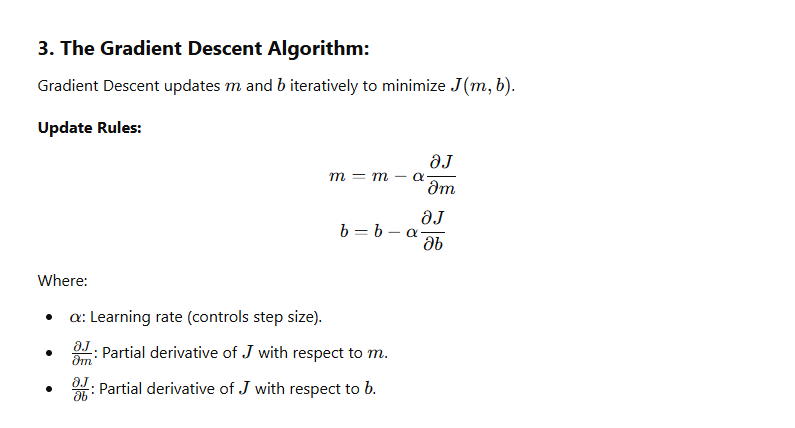 3. The Gradient Descent Algorithm:
Gradient Descent updates m and b iteratively to minimize J(m, b).
Update Rules:
m = m − α ∂J/∂m
b = b − α ∂J/∂b
Where:
• α: Learning rate (controls step size).
• ∂J/∂m: Partial derivative of J with respect to m.
• ∂J/∂b: Partial derivative of J with respect to b.